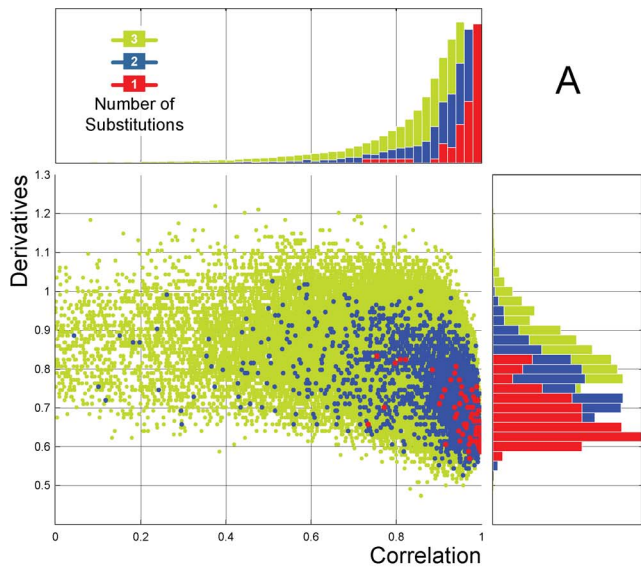 3
2
1
Number of
Substitutions
A
Derivatives
1.3
1.2
1.1
1
0.9
0.8
0.7
0.6
0.5
0 0.2 0.4 0.6 0.8 1
Correlation